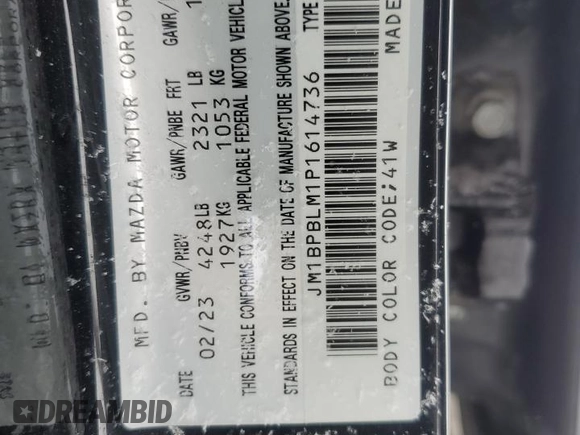 MFD. BY MAZDA MOTOR CORPOR
DATE GVWR/PNBV GAWR/PNBE FRT GAWR/
02/23 4248LB 2321 LB
1927KG 1053 KG
THIS VEHICLE CONFORMS TO ALL APPLICABLE FEDERAL MOTOR VEHIC
STANDARDS IN EFFECT ON THE DATE OF MANUFACTURE SHOWN ABOVE.
JM1BPBLM1P1614736 TYPE
BODY COLOR CODE:41W MADE
DREAMBID